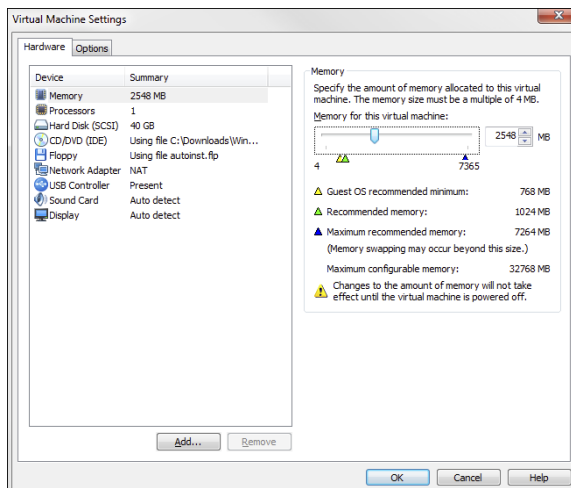 Virtual Machine Settings
Hardware Options
Device Summary
Memory 2548 MB
Processors 1
Hard Disk (SCSI) 40 GB
CD/DVD (IDE) Using file C:\Downloads\Win...
Floppy Using file autoinst.flp
Network Adapter NAT
USB Controller Present
Sound Card Auto detect
Display Auto detect
Add... Remove
Memory
Specify the amount of memory allocated to this virtual
machine. The memory size must be a multiple of 4 MB.
Memory for this virtual machine:
2548 MB
4 7365
Guest OS recommended minimum: 768 MB
Recommended memory: 1024 MB
Maximum recommended memory: 7264 MB
(Memory swapping may occur beyond this size.)
Maximum configurable memory: 32768 MB
Changes to the amount of memory will not take
effect until the virtual machine is powered off.
OK Cancel Help